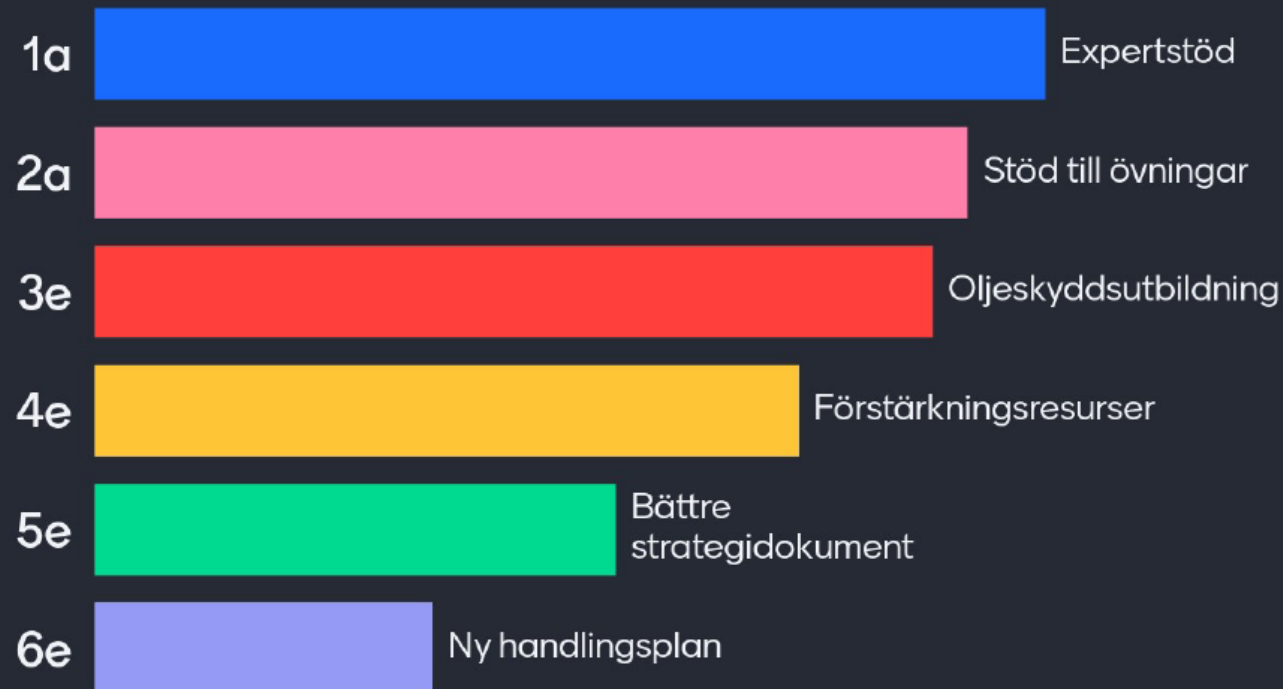 1a
Expertstöd
2a
Stöd till övningar
3e
Oljeskyddsutbildning
4e
Förstärkningsresurser
5e
Bättre
strategidokument
6e
Ny handlingsplan